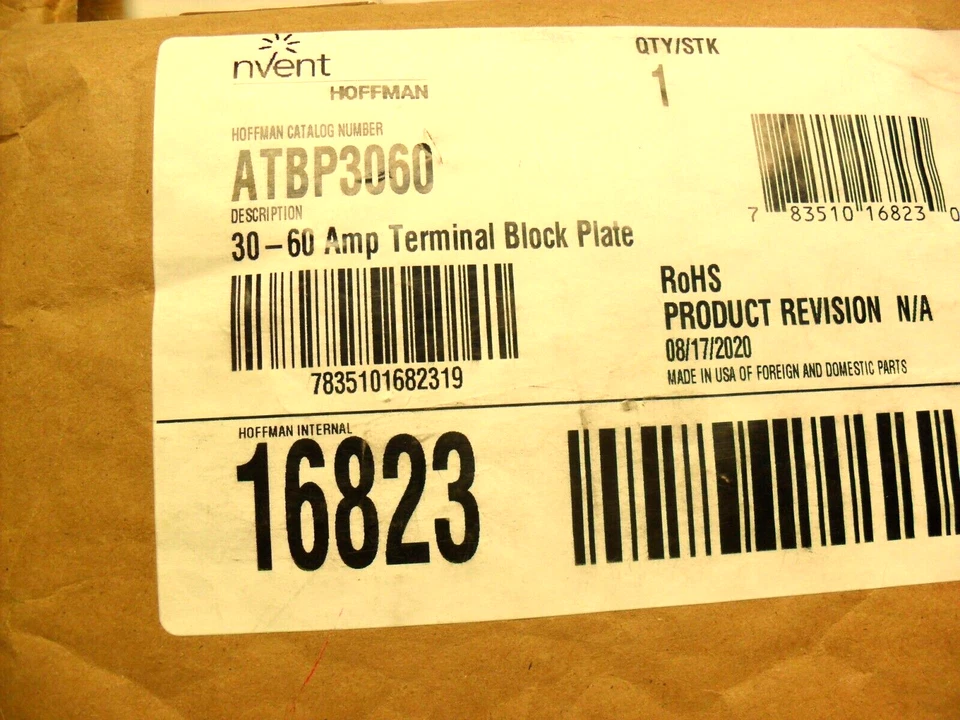 nVent
HOFFMAN
QTY/STK
1
HOFFMAN CATALOG NUMBER
ATBP3060
DESCRIPTION
30-60 Amp Terminal Block Plate
7 83510 16823 0
7835101682319
RoHS
PRODUCT REVISION N/A
08/17/2020
MADE IN USA OF FOREIGN AND DOMESTIC PARTS
HOFFMAN INTERNAL
16823